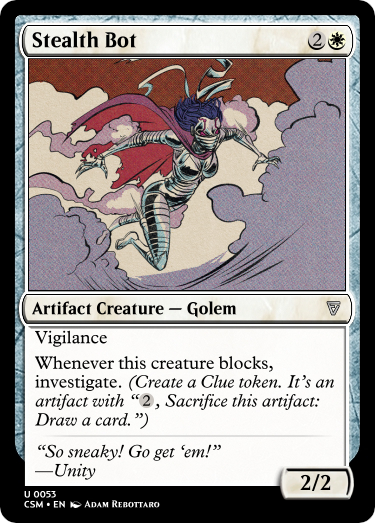 Stealth Bot 2
Artifact Creature — Golem
Vigilance
Whenever this creature blocks,
investigate. (Create a Clue token. It's an
artifact with “2, Sacrifice this artifact:
Draw a card.”)
“So sneaky! Go get ‘em!”
—Unity
2/2
U 0053
CSM • EN Adam Rebottaro